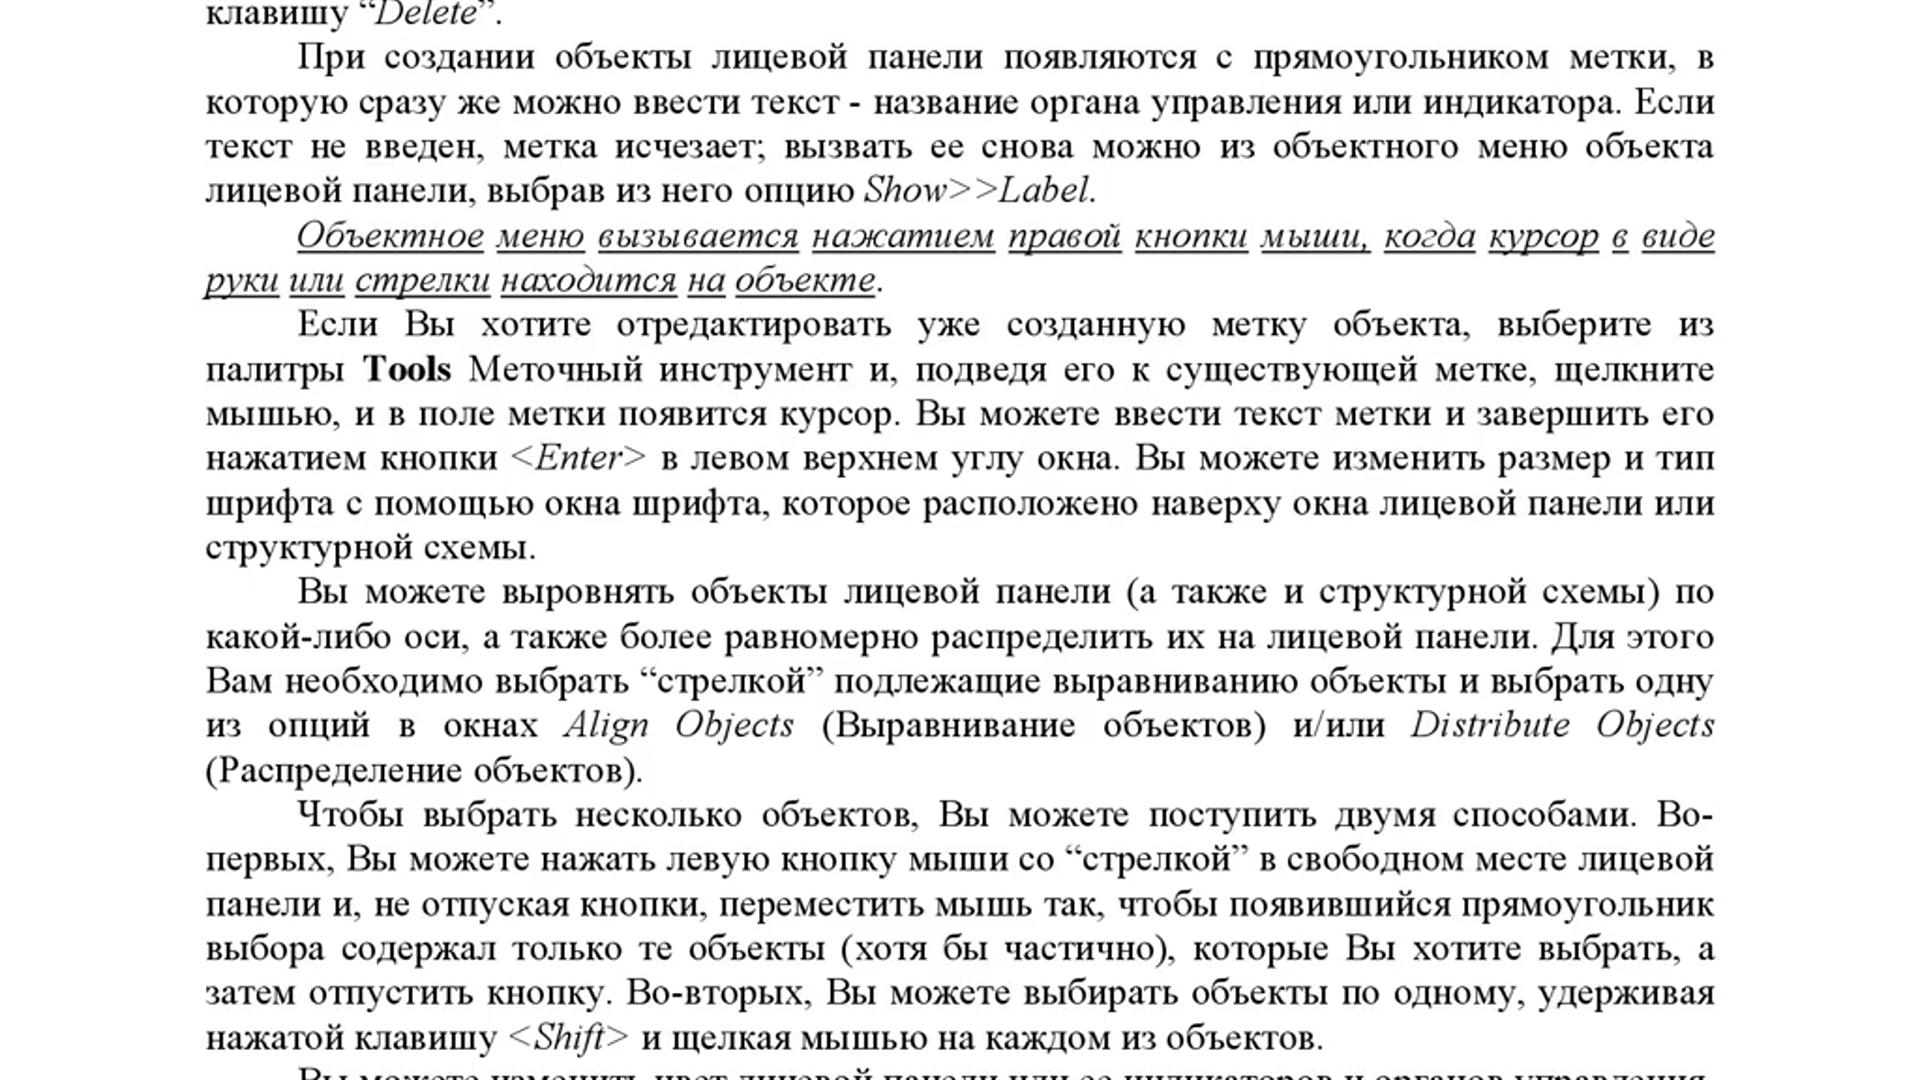 клавишу “Delete”.
При создании объекты лицевой панели появляются с прямоугольником метки, в
которую сразу же можно ввести текст - название органа управления или индикатора. Если
текст не введен, метка исчезает; вызвать ее снова можно из объектного меню объекта
лицевой панели, выбрав из него опцию Show>>Label.
Объектное меню вызывается нажатием правой кнопки мыши, когда курсор в виде
руки или стрелки находится на объекте.
Если Вы хотите отредактировать уже созданную метку объекта, выберите из
палитры Tools Меточный инструмент и, подведя его к существующей метке, щелкните
мышью, и в поле метки появится курсор. Вы можете ввести текст метки и завершить его
нажатием кнопки <Enter> в левом верхнем углу окна. Вы можете изменить размер и тип
шрифта с помощью окна шрифта, которое расположено наверху окна лицевой панели или
структурной схемы.
Вы можете выровнять объекты лицевой панели (а также и структурной схемы) по
какой-либо оси, а также более равномерно распределить их на лицевой панели. Для этого
Вам необходимо выбрать “стрелкой” подлежащие выравниванию объекты и выбрать одну
из опций в окнах Align Objects (Выравнивание объектов) и/или Distribute Objects
(Распределение объектов).
Чтобы выбрать несколько объектов, Вы можете поступить двумя способами. Во-
первых, Вы можете нажать левую кнопку мыши со “стрелкой” в свободном месте лицевой
панели и, не отпуская кнопки, переместить мышь так, чтобы появившийся прямоугольник
выбора содержал только те объекты (хотя бы частично), которые Вы хотите выбрать, а
затем отпустить кнопку. Во-вторых, Вы можете выбирать объекты по одному, удерживая
нажатой клавишу <Shift> и щелкая мышью на каждом из объектов.
Вы можете изменить цвет лицевой панели или ее индикаторов и органов управления,